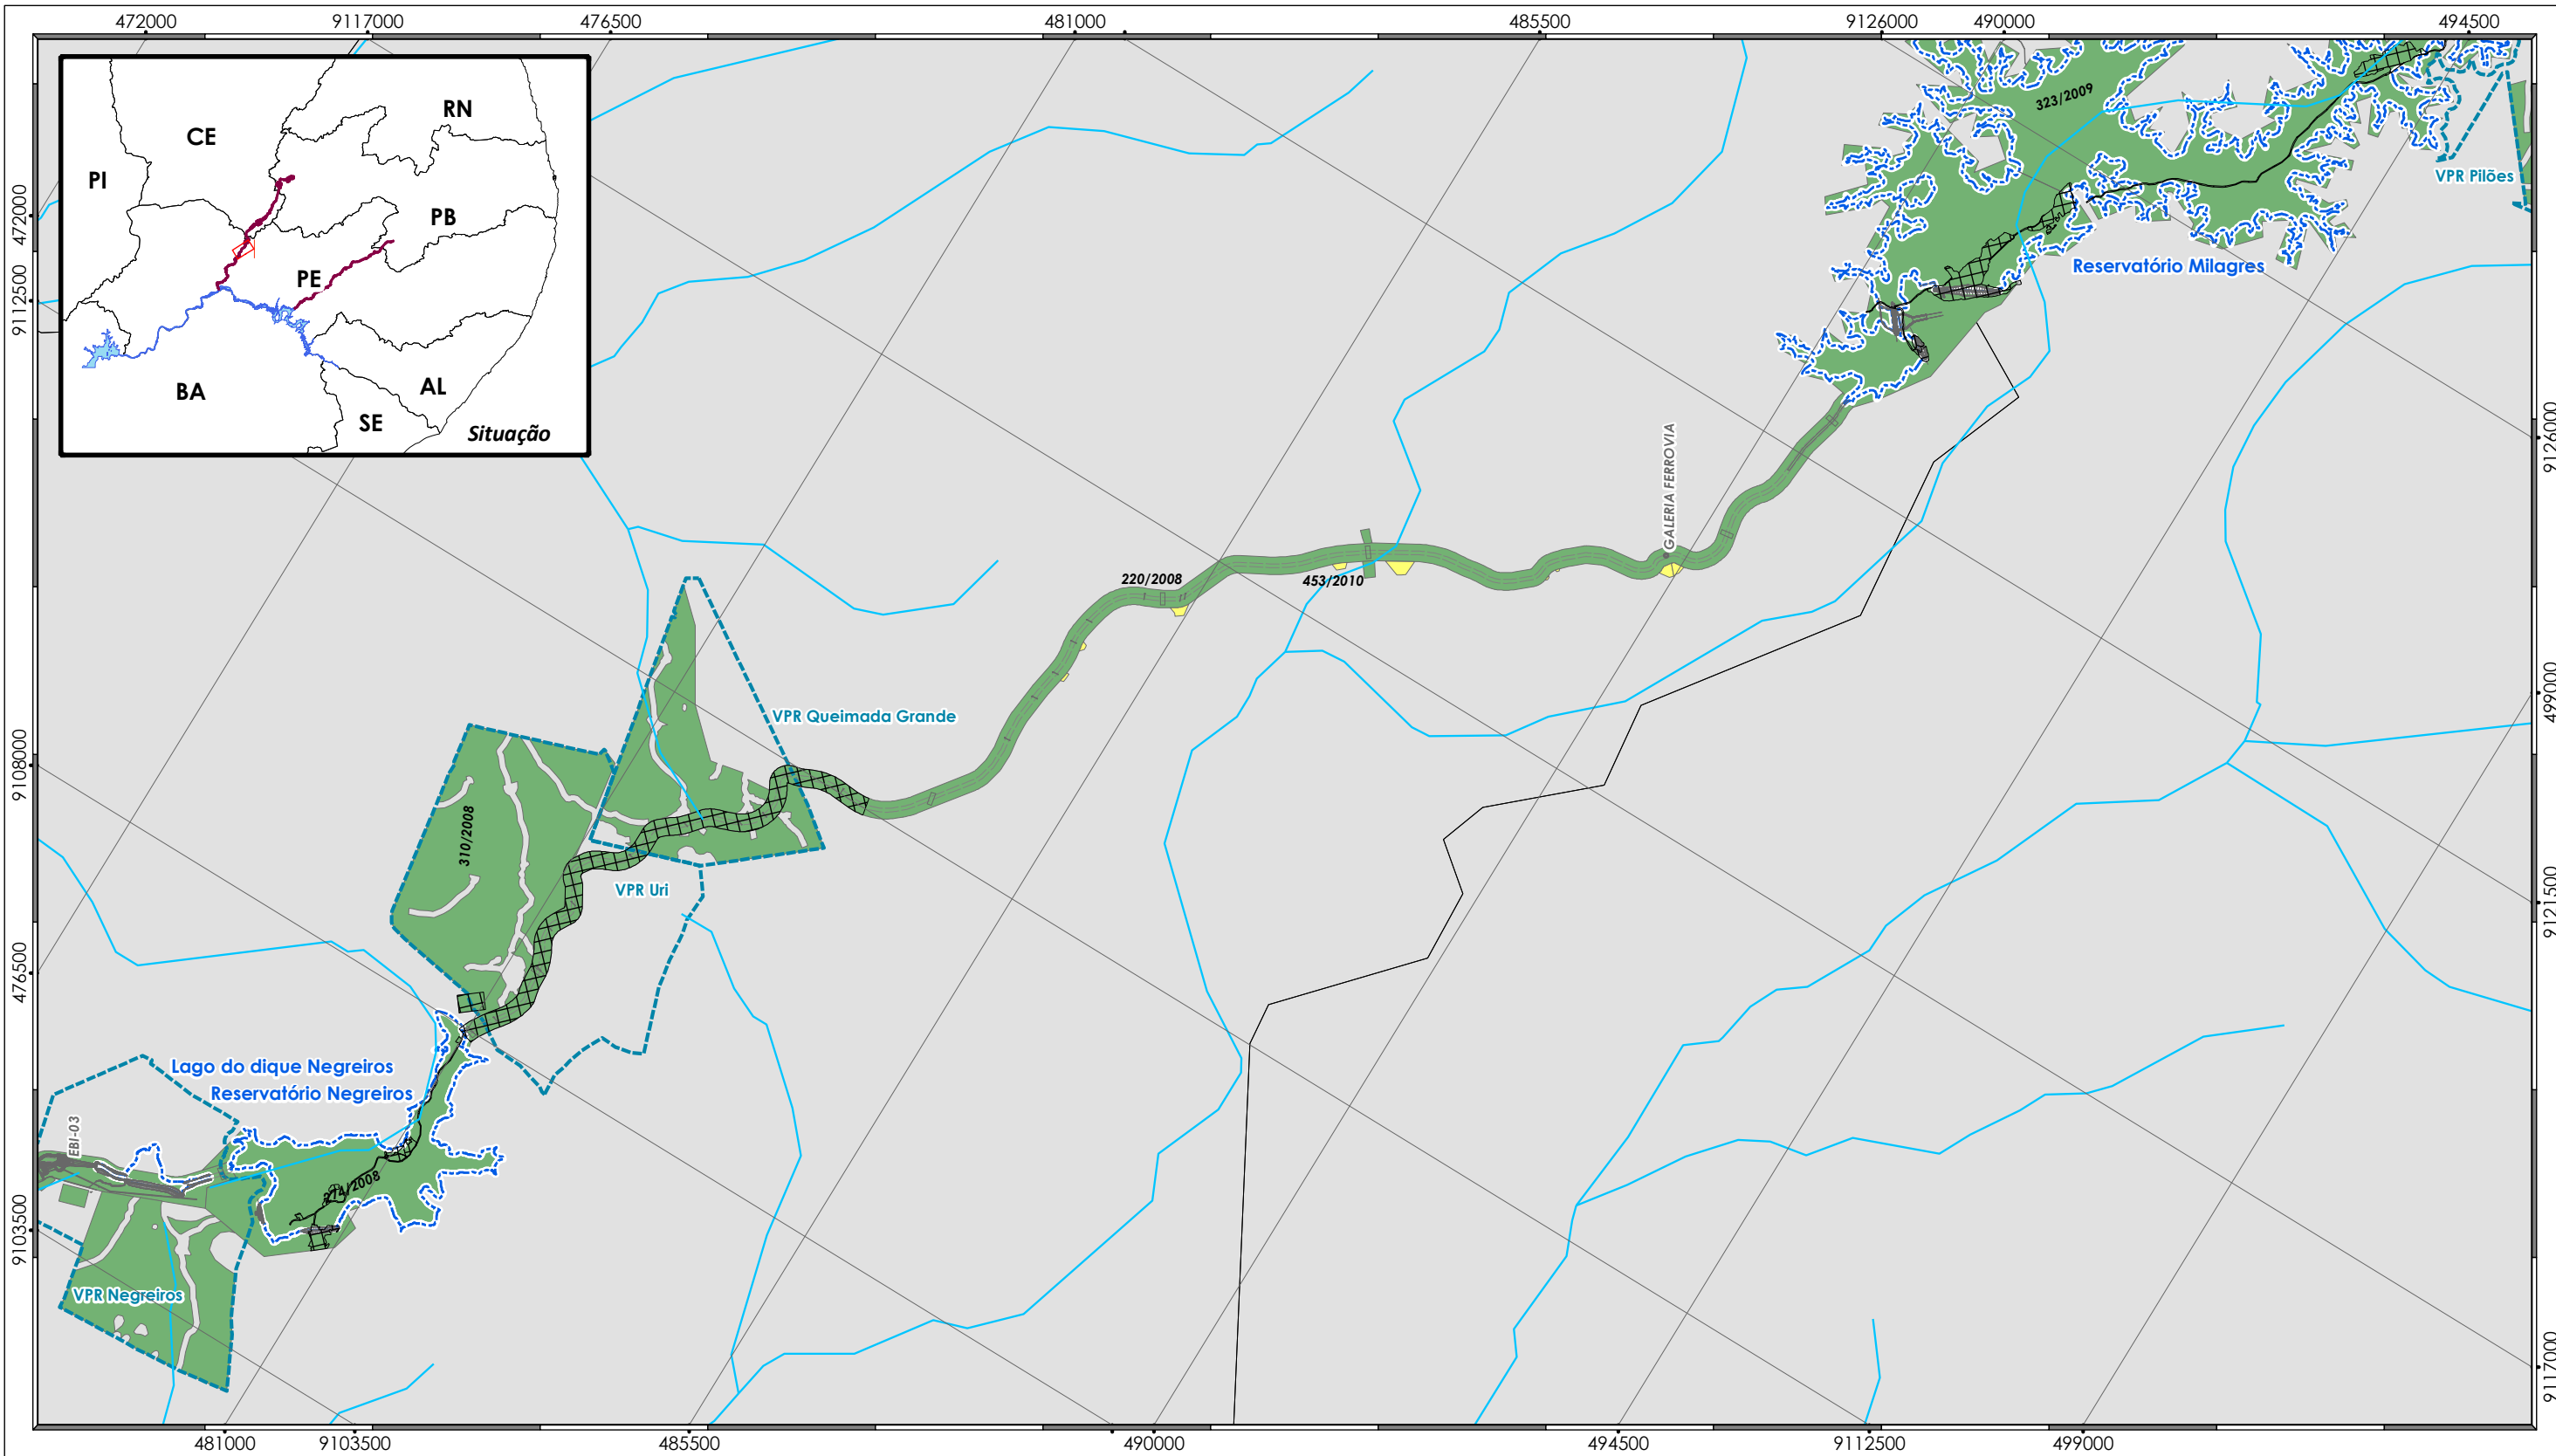 472000 9117000 476500 481000 485500 9126000 490000 494500
CE
RN
PI
PB
PE
BA
AL
SE
Situação
323/2009
VPR Pilões
Reservatório Milagres
472000
9112500
9126000
GALERIA FERROVIA
220/2008
453/2010
499000
VPR Queimada Grande
9108000
310/2008
VPR Uri
9121500
476500
Lago do dique Negreiros
Reservatório Negreiros
EBI-03
274/2008
9103500
VPR Negreiros
9117000
481000 9103500 485500 490000 494500 9112500 499000